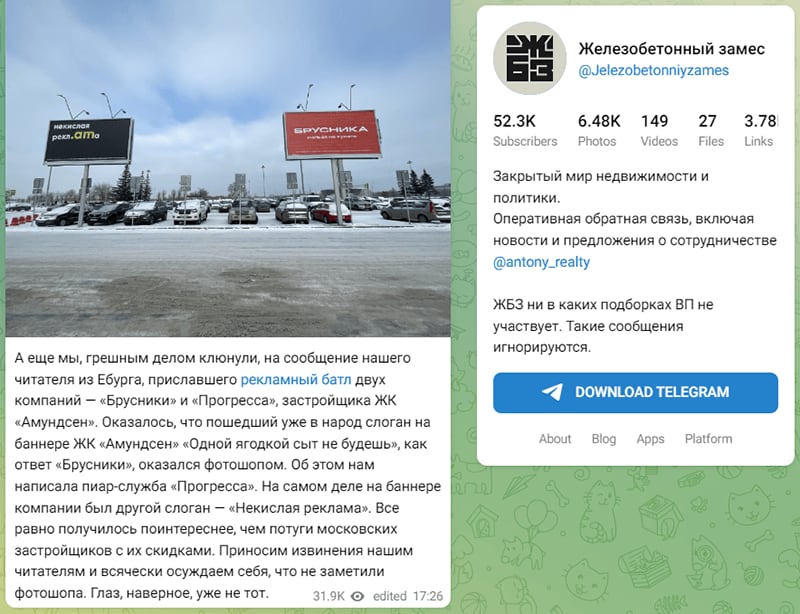 некислая
рекл.amа
БРУСНИКА
А еще мы, грешным делом клюнули, на сообщение нашего
читателя из Ебурга, приславшего рекламный батл двух
компаний — «Брусники» и «Прогресса», застройщика ЖК
«Амундсен». Оказалось, что пошедший уже в народ слоган на
баннере ЖК «Амундсен» «Одной ягодкой сыт не будешь», как
ответ «Брусники», оказался фотошопом. Об этом нам
написала пиар-служба «Прогресса». На самом деле на баннере
компании был другой слоган — «Некислая реклама». Все
равно получилось поинтереснее, чем потуги московских
застройщиков с их скидками. Приносим извинения нашим
читателям и всячески осуждаем себя, что не заметили
фотошопа. Глаз, наверное, уже не тот.
31.9K edited 17:26
ЖБЗ
Железобетонный замес
@Jelezobetonniyzames
52.3K 6.48K 149 27 3.78
Subscribers Photos Videos Files Links
Закрытый мир недвижимости и
политики.
Оперативная обратная связь, включая
новости и предложения о сотрудничестве
@antony_realty
ЖБЗ ни в каких подборках ВП не
участвует. Такие сообщения
игнорируются.
DOWNLOAD TELEGRAM
About Blog Apps Platform